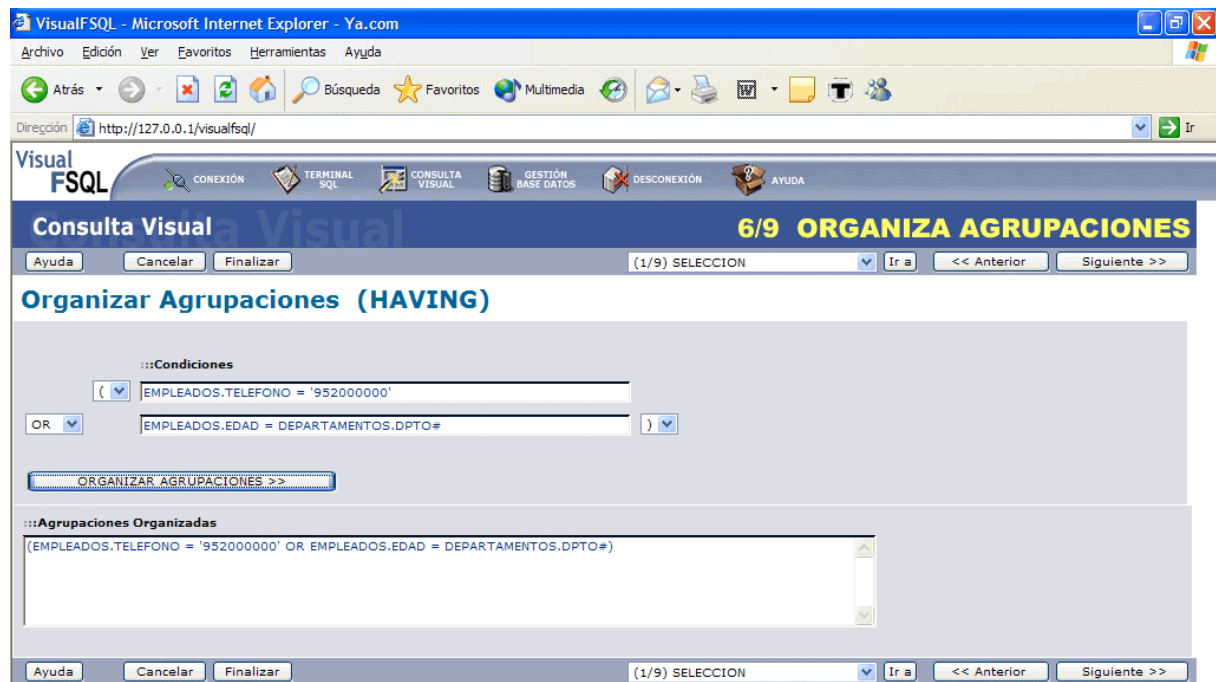 VisualFSQL - Microsoft Internet Explorer - Ya.com
Archivo Edición Ver Favoritos Herramientas Ayuda
Atrás Búsqueda Favoritos Multimedia
Dirección http://127.0.0.1/visualfsql/ Ir
Visual FSQL CONEXIÓN TERMINAL SQL CONSULTA VISUAL GESTIÓN BASE DATOS DESCONEXIÓN AYUDA
Consulta Visual
Consulta Visual 6/9 ORGANIZA AGRUPACIONES
Ayuda Cancelar Finalizar (1/9) SELECCION Ir a << Anterior Siguiente >>
Organizar Agrupaciones (HAVING)
:::Condiciones
( EMPLEADOS.TELEFONO = '952000000'
OR EMPLEADOS.EDAD = DEPARTAMENTOS.DPTO# )
ORGANIZAR AGRUPACIONES >>
:::Agrupaciones Organizadas
(EMPLEADOS.TELEFONO = '952000000' OR EMPLEADOS.EDAD = DEPARTAMENTOS.DPTO#)
Ayuda Cancelar Finalizar (1/9) SELECCION Ir a << Anterior Siguiente >>